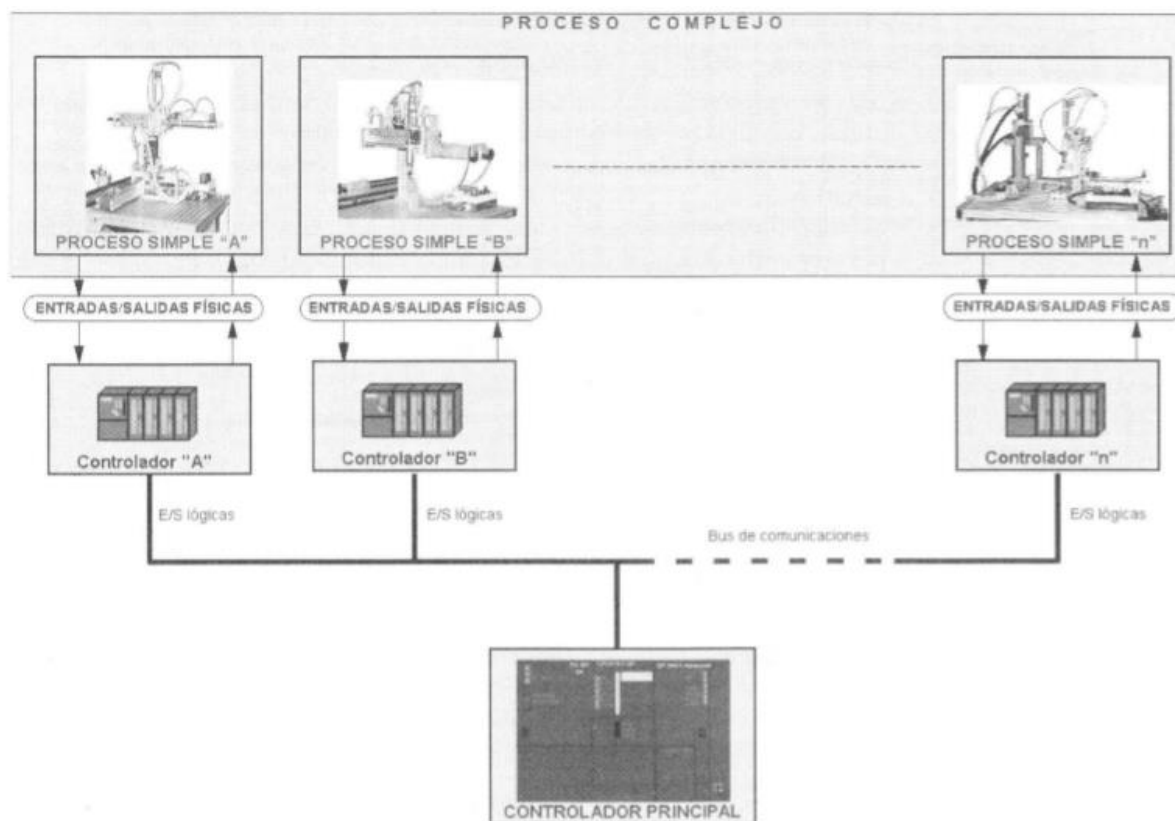 PROCESO COMPLEJO
PROCESO SIMPLE "A"
PROCESO SIMPLE "B"
PROCESO SIMPLE "n"
ENTRADAS/SALIDAS FÍSICAS
ENTRADAS/SALIDAS FÍSICAS
ENTRADAS/SALIDAS FÍSICAS
Controlador "A"
Controlador "B"
Controlador "n"
E/S lógicas
E/S lógicas
E/S lógicas
Bus de comunicaciones
CONTROLADOR PRINCIPAL